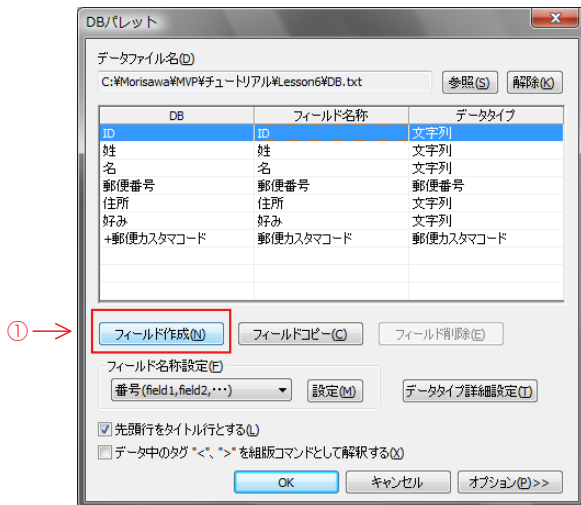 DBパレット
データファイル名(D)
C:¥Morisawa¥MVP¥チュートリアル¥Lesson6¥DB.txt 参照(S) 解除(K)
DB フィールド名称 データタイプ
ID ID 文字列
姓 姓 文字列
名 名 文字列
郵便番号 郵便番号 郵便番号
住所 住所 文字列
好み 好み 文字列
+郵便カスタマコード 郵便カスタマコード 郵便カスタマコード
① フィールド作成(N) フィールドコピー(C) フィールド削除(E)
フィールド名称設定(F)
番号(field1,field2,･･･) 設定(M) データタイプ詳細設定(T)
先頭行をタイトル行とする(L)
データ中のタグ "<"、">" を組版コマンドとして解釈する(X)
OK キャンセル オプション(P)>>